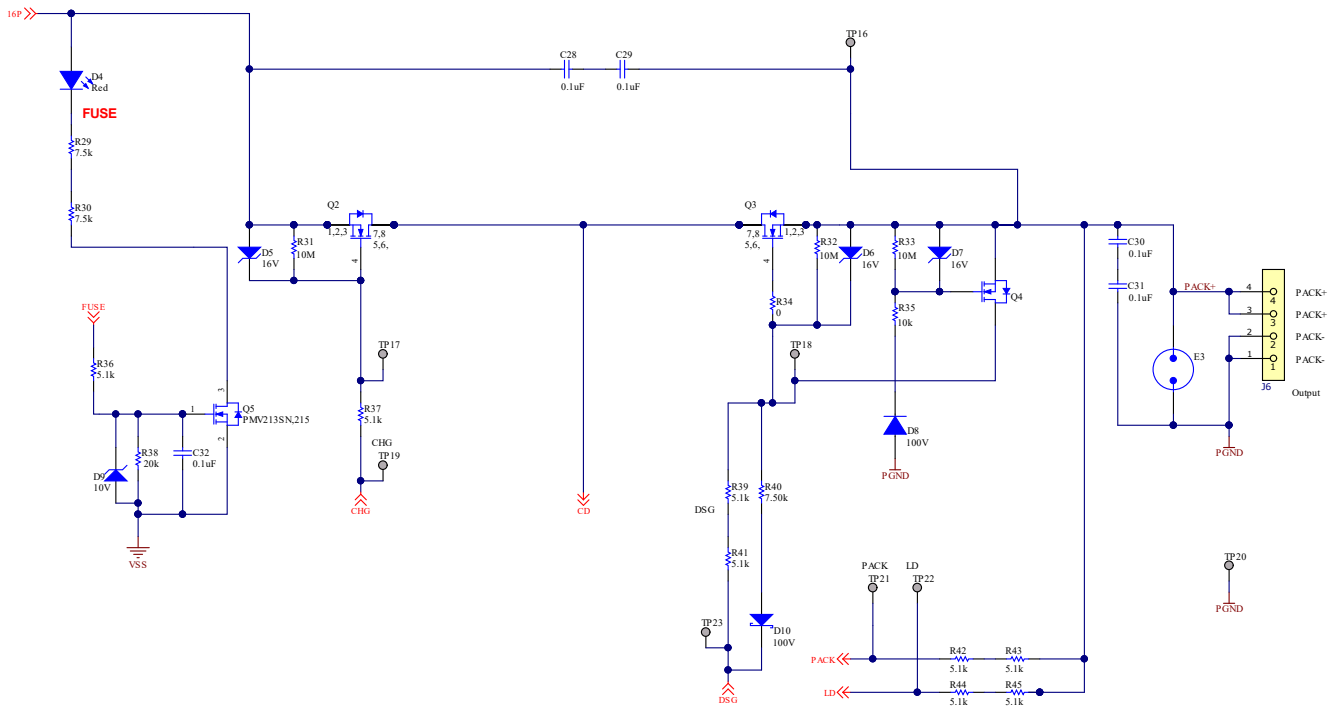 16P
TP16
C28
C29
0.1uF
0.1uF
D4
Red
FUSE
R29
7.5k
R30
7.5k
Q2
1,2,3
7,8
5,6,
4
D5
16V
R31
10M
Q3
7,8
5,6,
1,2,3
4
R32
10M
D6
16V
R33
10M
D7
16V
Q4
R34
0
R35
10k
C30
0.1uF
C31
0.1uF
PACK+
4
4
3
3
2
2
1
1
PACK+
PACK+
PACK-
PACK-
J6
Output
E3
FUSE
R36
5.1k
TP17
TP18
3
1
Q5
PMV213SN,215
2
R37
5.1k
D8
100V
PGND
PGND
D9
10V
R38
20k
C32
0.1uF
CHG
TP19
CHG
CD
VSS
R39
5.1k
R40
7.50k
DSG
R41
5.1k
PACK
TP21
LD
TP22
TP20
PGND
TP23
D10
100V
DSG
PACK
R42
5.1k
R43
5.1k
LD
R44
5.1k
R45
5.1k